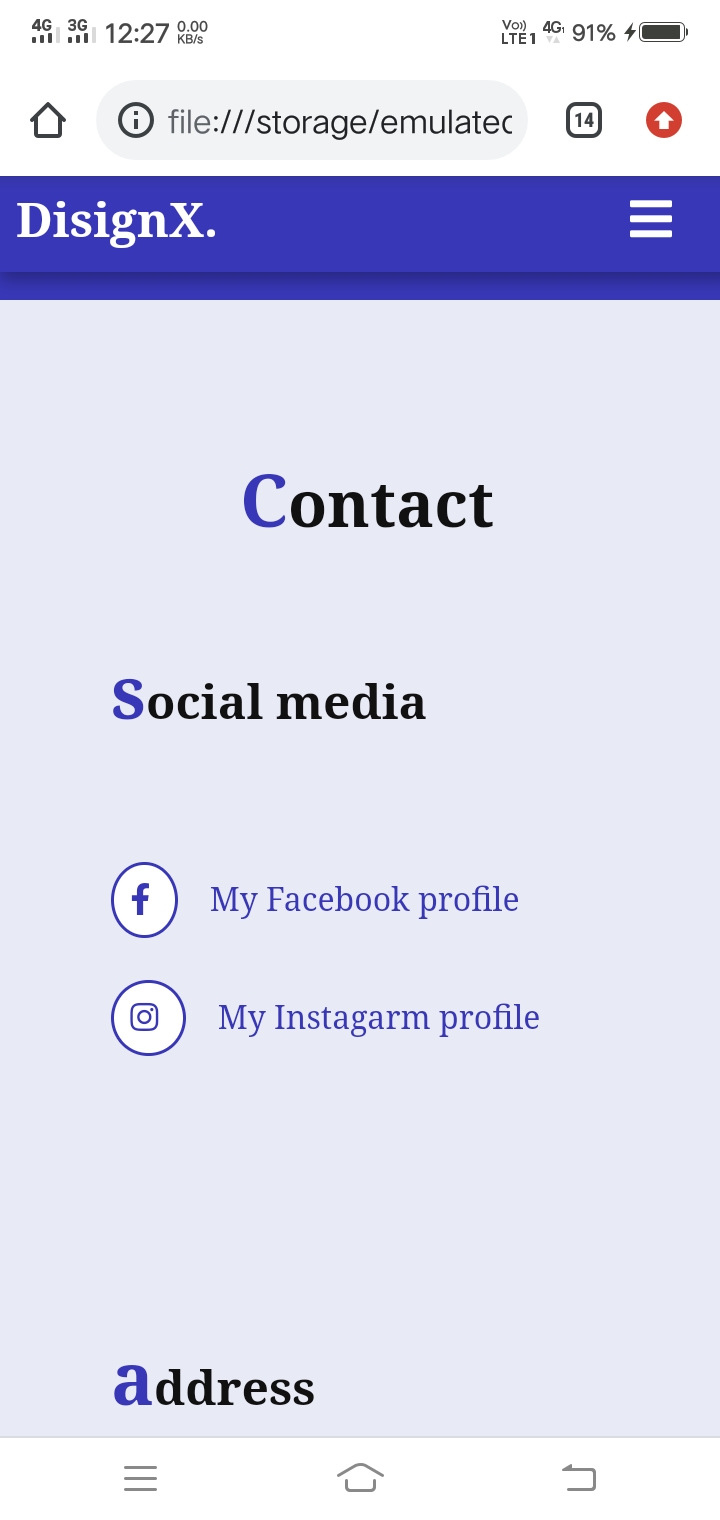 4G 3G 12:27 0.00 KB/s Vo)) LTE1 4G 91%
file:///storage/emulated 14
DisignX.
Contact
Social media
My Facebook profile
My Instagarm profile
address